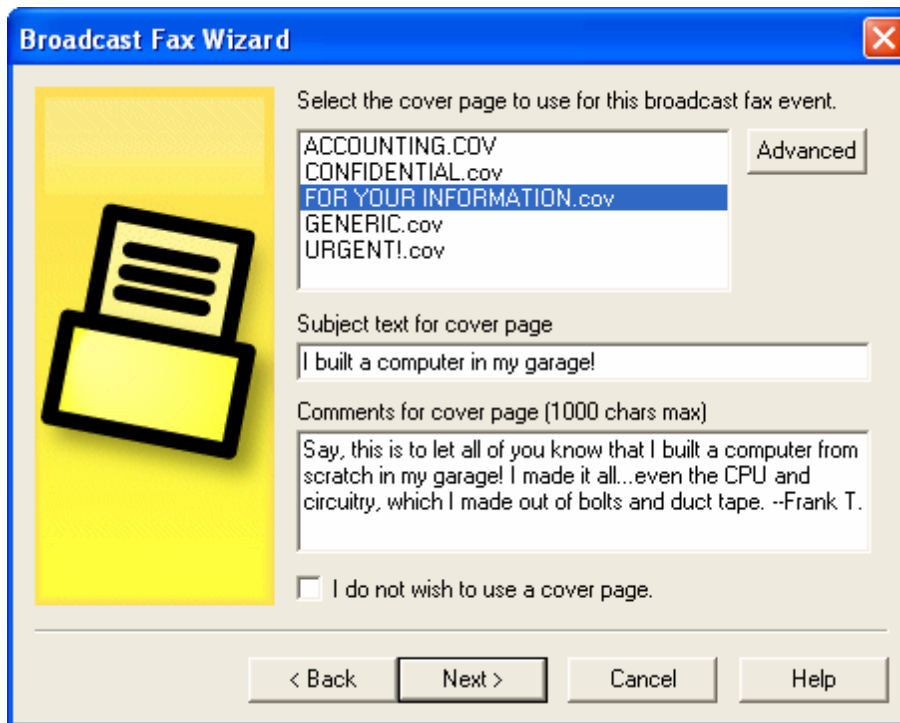 Broadcast Fax Wizard
Select the cover page to use for this broadcast fax event.
ACCOUNTING.COV
Advanced
CONFIDENTIAL.cov
FOR YOUR INFORMATION.cov
GENERIC.cov
URGENT!.cov
Subject text for cover page
I built a computer in my garage!
Comments for cover page (1000 chars max)
Say, this is to let all of you know that I built a computer from
scratch in my garage! I made it all...even the CPU and
circuitry, which I made out of bolts and duct tape. --Frank T.
I do not wish to use a cover page.
< Back
Next >
Cancel
Help